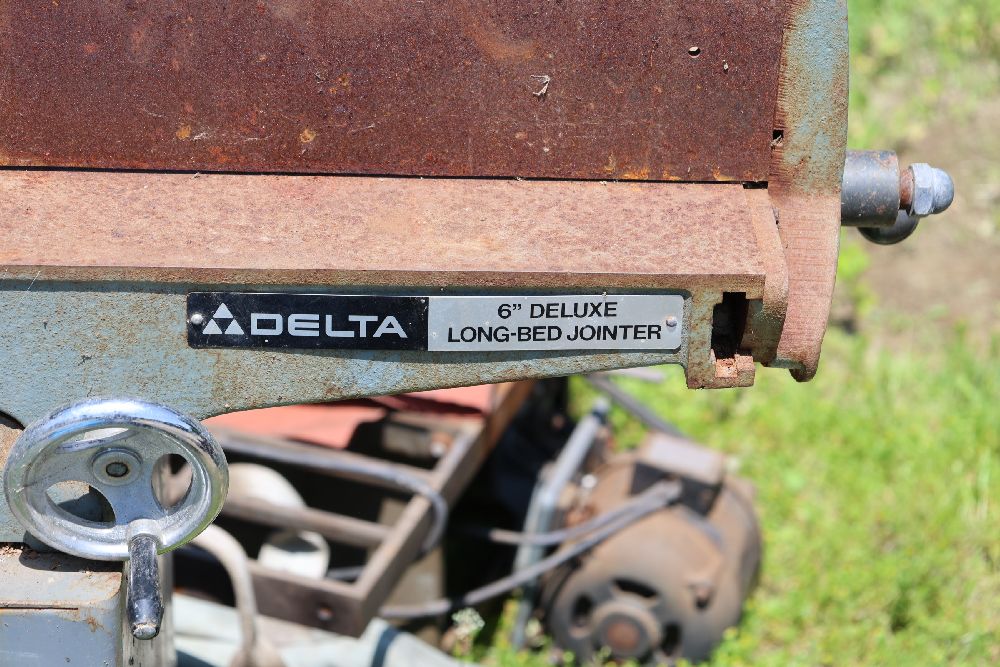 DELTA
6" DELUXE
LONG-BED JOINTER